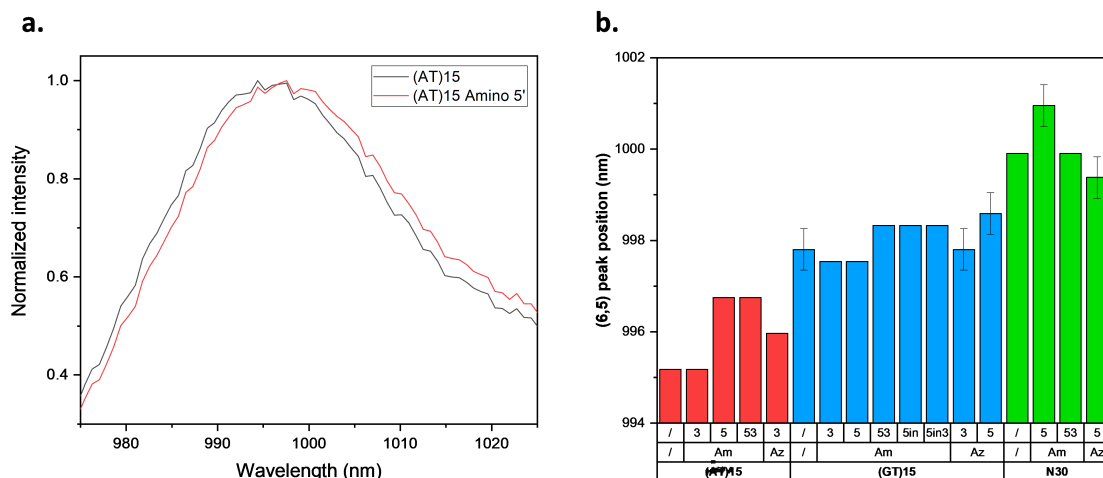 a.
(AT)15
(AT)15 Amino 5'
1.0
0.8
0.6
0.4
Normalized intensity
980 990 1000 1010 1020
Wavelength (nm)
b.
1002
1000
998
996
994
(6,5) peak position (nm)
/ 3 5 53 3 / 3 5 53 5in 5in3 3 5 / 5 53 5
/ Am Az / Am Az / Am Az
(AT)15 (GT)15 N30